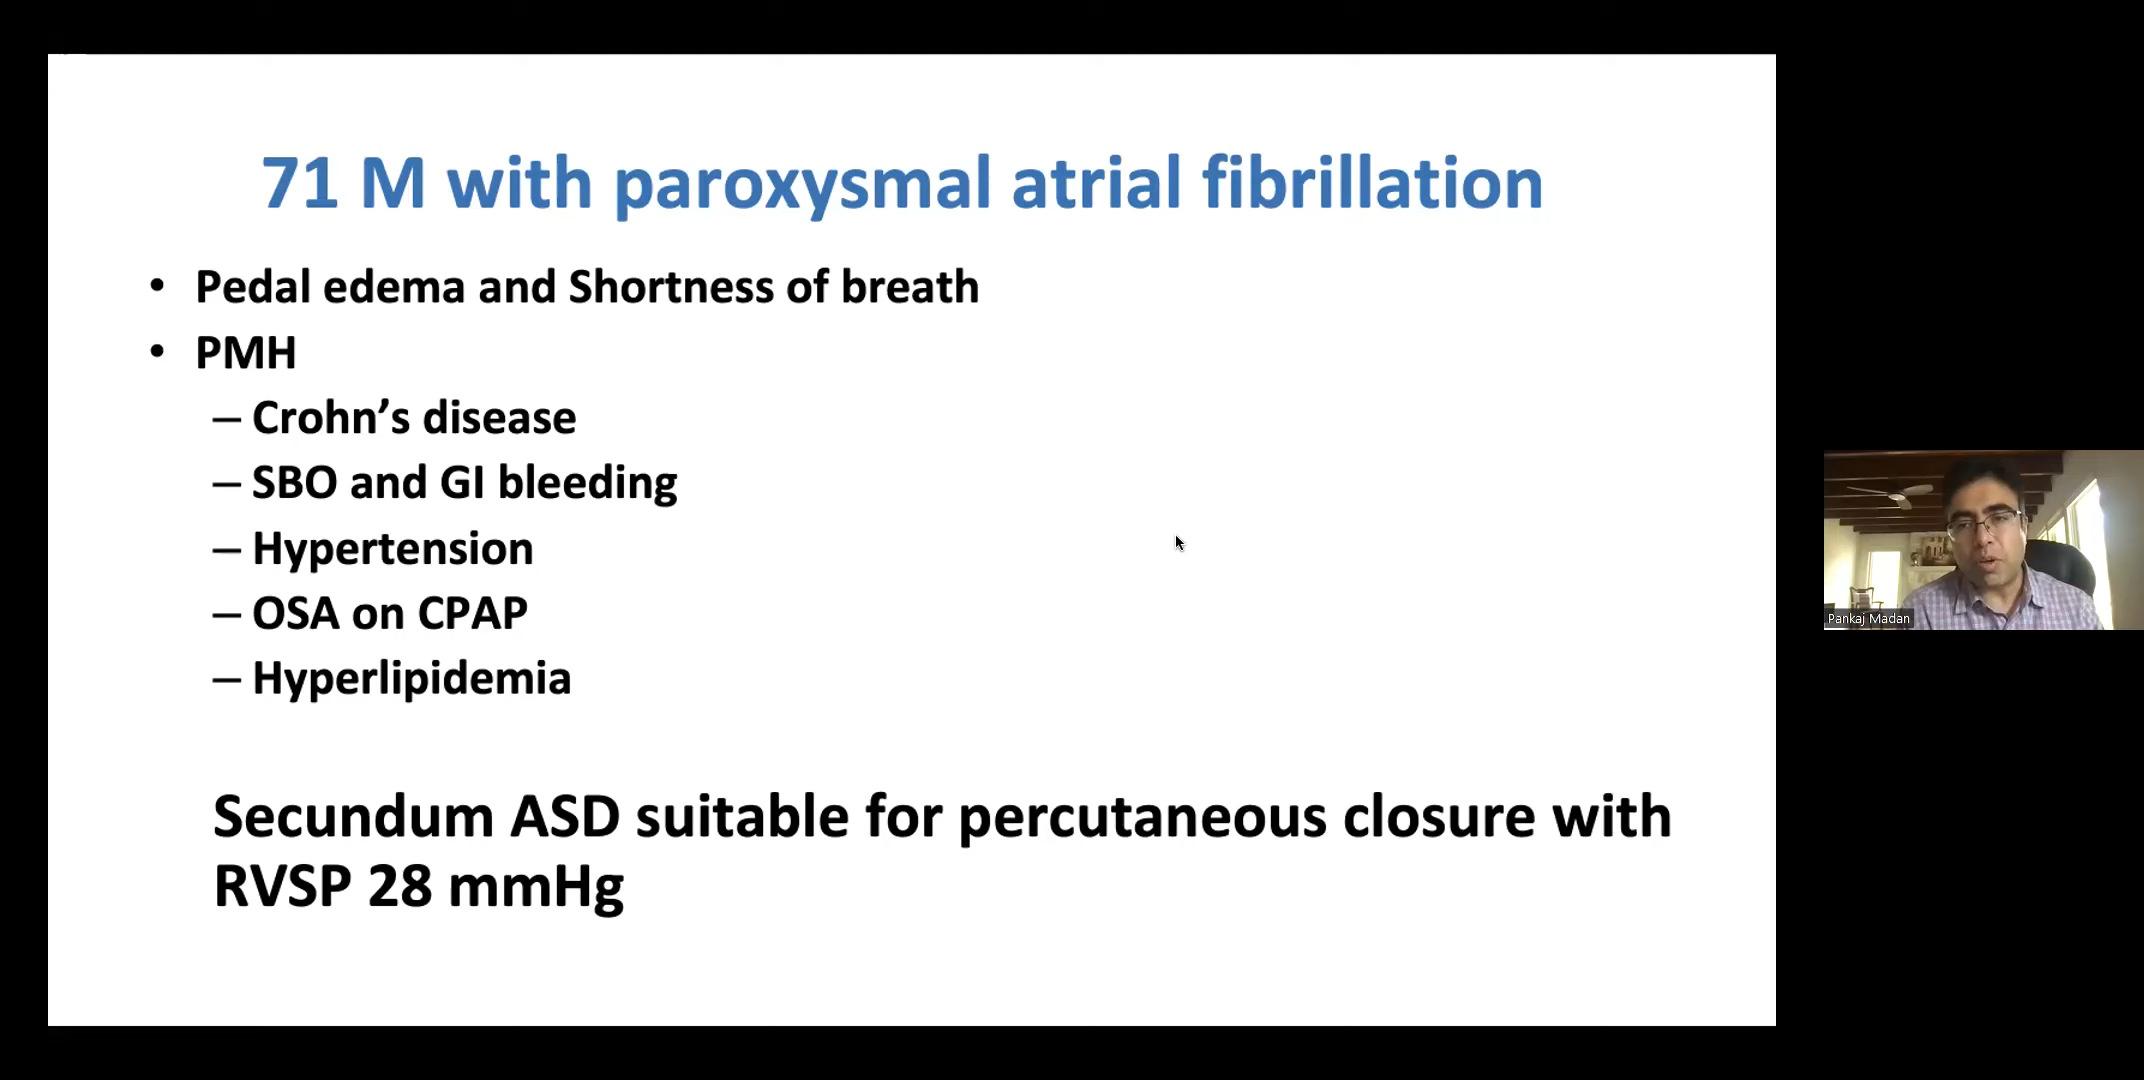 71 M with paroxysmal atrial fibrillation
• Pedal edema and Shortness of breath
• PMH
– Crohn’s disease
– SBO and GI bleeding
– Hypertension
– OSA on CPAP
– Hyperlipidemia
Secundum ASD suitable for percutaneous closure with
RVSP 28 mmHg
Pankaj Madan